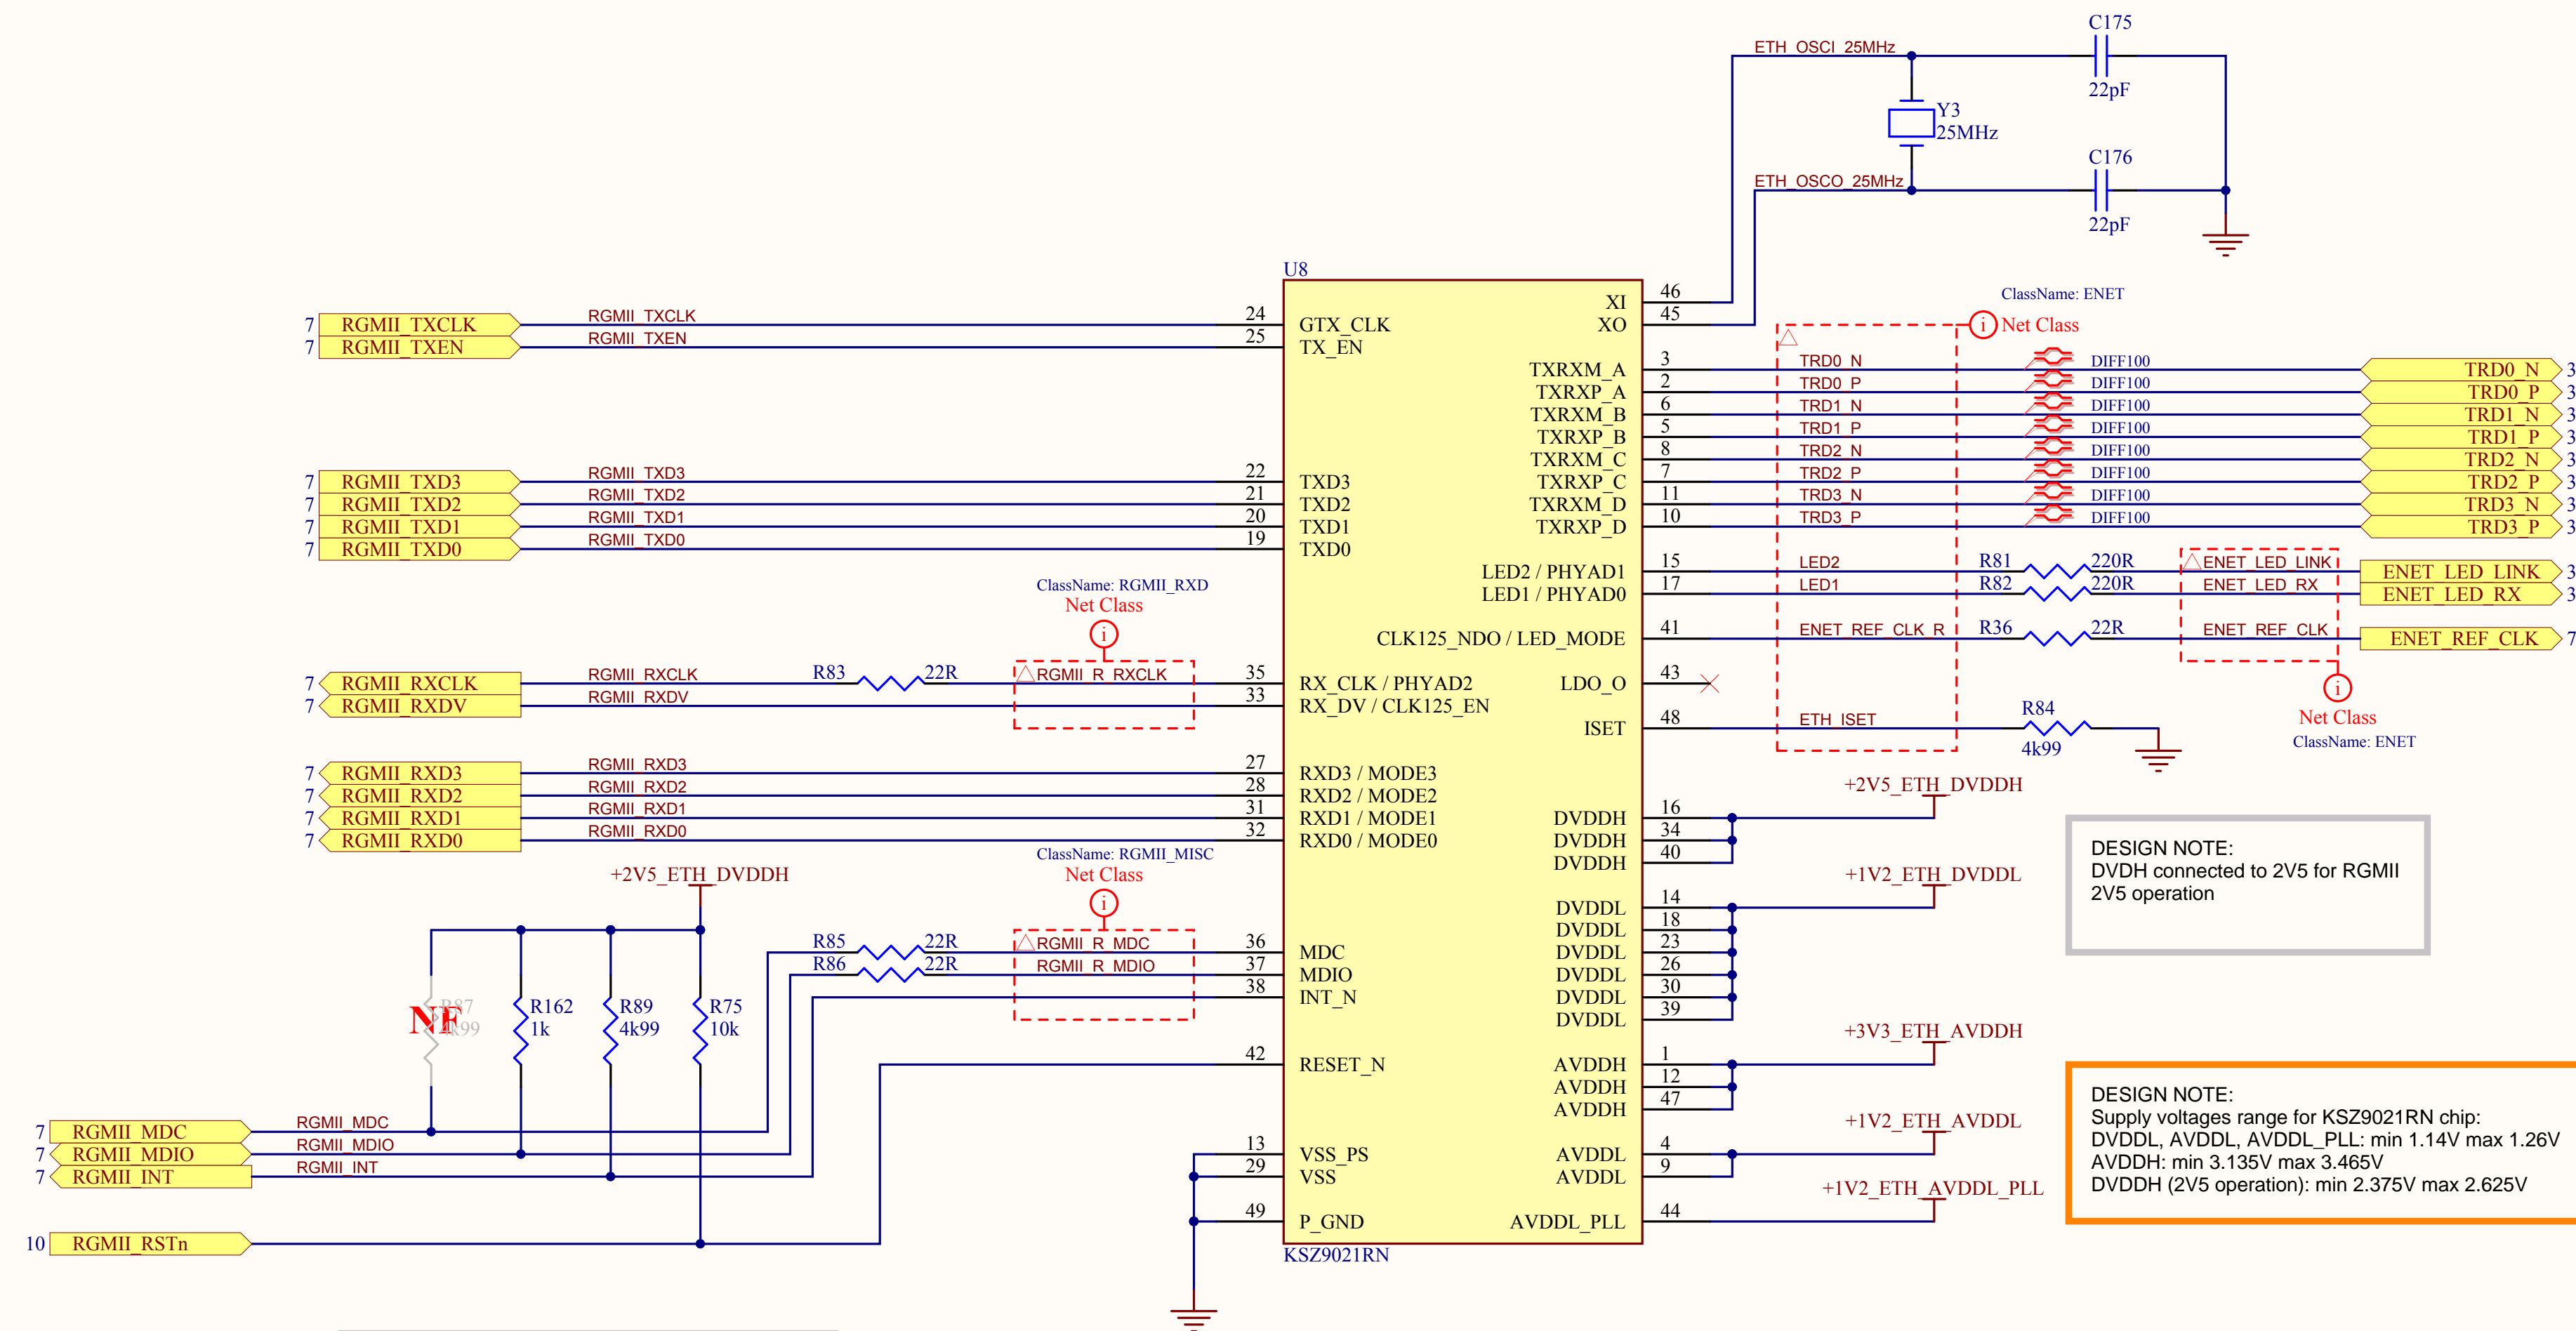 C175
ETH_OSCI_25MHz
22pF
Y3
25MHz
C176
ETH_OSCO_25MHz
22pF
U8
KSZ9021RN
7 RGMII_TXCLK RGMII_TXCLK 24 GTX_CLK
7 RGMII_TXEN RGMII_TXEN 25 TX_EN
7 RGMII_TXD3 RGMII_TXD3 22 TXD3
7 RGMII_TXD2 RGMII_TXD2 21 TXD2
7 RGMII_TXD1 RGMII_TXD1 20 TXD1
7 RGMII_TXD0 RGMII_TXD0 19 TXD0
ClassName: RGMII_RXD
Net Class
i
7 RGMII_RXCLK RGMII_RXCLK R83 22R RGMII_R_RXCLK 35 RX_CLK / PHYAD2
7 RGMII_RXDV RGMII_RXDV 33 RX_DV / CLK125_EN
7 RGMII_RXD3 RGMII_RXD3 27 RXD3 / MODE3
7 RGMII_RXD2 RGMII_RXD2 28 RXD2 / MODE2
7 RGMII_RXD1 RGMII_RXD1 31 RXD1 / MODE1
7 RGMII_RXD0 RGMII_RXD0 32 RXD0 / MODE0
ClassName: RGMII_MISC
Net Class
i
+2V5_ETH_DVDDH
R85 22R RGMII_R_MDC 36 MDC
R86 22R RGMII_R_MDIO 37 MDIO
38 INT_N
R87 R162 R89 R75
NF
4k99 1k 4k99 10k
42 RESET_N
7 RGMII_MDC RGMII_MDC
7 RGMII_MDIO RGMII_MDIO
7 RGMII_INT RGMII_INT
10 RGMII_RSTn
13 VSS_PS
29 VSS
49 P_GND
XI 46
XO 45
ClassName: ENET
i Net Class
TXRXM_A 3 TRD0_N DIFF100 TRD0_N 3
TXRXP_A 2 TRD0_P DIFF100 TRD0_P 3
TXRXM_B 6 TRD1_N DIFF100 TRD1_N 3
TXRXP_B 5 TRD1_P DIFF100 TRD1_P 3
TXRXM_C 8 TRD2_N DIFF100 TRD2_N 3
TXRXP_C 7 TRD2_P DIFF100 TRD2_P 3
TXRXM_D 11 TRD3_N DIFF100 TRD3_N 3
TXRXP_D 10 TRD3_P DIFF100 TRD3_P 3
LED2 / PHYAD1 15 LED2 R81 220R ENET_LED_LINK ENET_LED_LINK 3
LED1 / PHYAD0 17 LED1 R82 220R ENET_LED_RX ENET_LED_RX 3
CLK125_NDO / LED_MODE 41 ENET_REF_CLK_R R36 22R ENET_REF_CLK ENET_REF_CLK 7
LDO_O 43
i
Net Class
ClassName: ENET
ISET 48 ETH_ISET R84
4k99
+2V5_ETH_DVDDH
DVDDH 16
DVDDH 34
DVDDH 40
+1V2_ETH_DVDDL
DVDDL 14
DVDDL 18
DVDDL 23
DVDDL 26
DVDDL 30
DVDDL 39
+3V3_ETH_AVDDH
AVDDH 1
AVDDH 12
AVDDH 47
+1V2_ETH_AVDDL
AVDDL 4
AVDDL 9
+1V2_ETH_AVDDL_PLL
AVDDL_PLL 44
DESIGN NOTE:
DVDH connected to 2V5 for RGMII
2V5 operation
DESIGN NOTE:
Supply voltages range for KSZ9021RN chip:
DVDDL, AVDDL, AVDDL_PLL: min 1.14V max 1.26V
AVDDH: min 3.135V max 3.465V
DVDDH (2V5 operation): min 2.375V max 2.625V